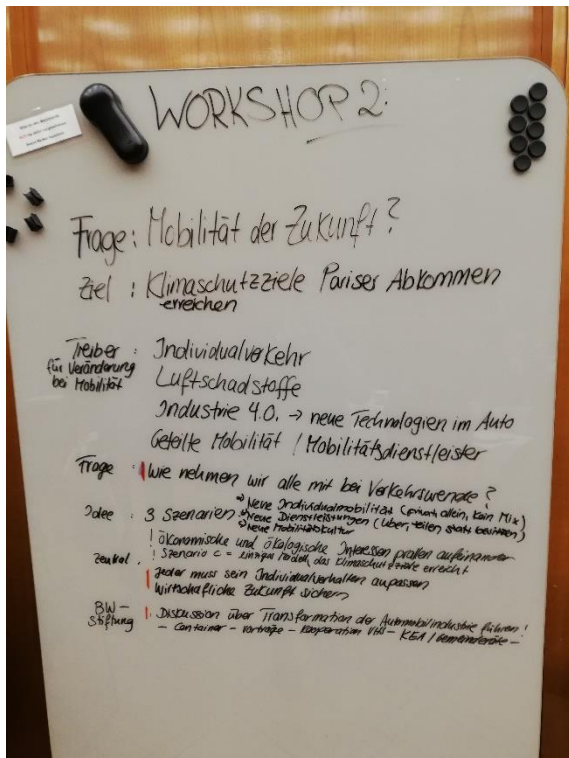 WORKSHOP 2:
Frage: Mobilität der Zukunft?
Ziel : Klimaschutzziele Pariser Abkommen
erreichen
Treiber : Individualverkehr
für Veränderung
bei Mobilität
Luftschadstoffe
Industrie 4.0. → neue Technologien im Auto
Geteilte Mobilität / Mobilitätsdienstleister
Frage : Wie nehmen wir alle mit bei Verkehrswende?
Idee : 3 Szenarien
→ Neue Individualmobilität (privat, allein, kein Mix)
→ Neue Dienstleistungen (Uber, teilen statt besitzen)
→ Neue Mobilitätskultur
! ökonomische und ökologische Interessen prallen aufeinander
! Szenario C = einziges Modell, das Klimaschutzziele erreicht
zentral : Jeder muss sein Individualverhalten anpassen
Wirtschaftliche Zukunft sichern
BW-
Stiftung
! Diskussion über Transformation der Automobilindustrie führen!
- Container - Vorträge - Kooperation VHS - KEA / Gemeinderäte -